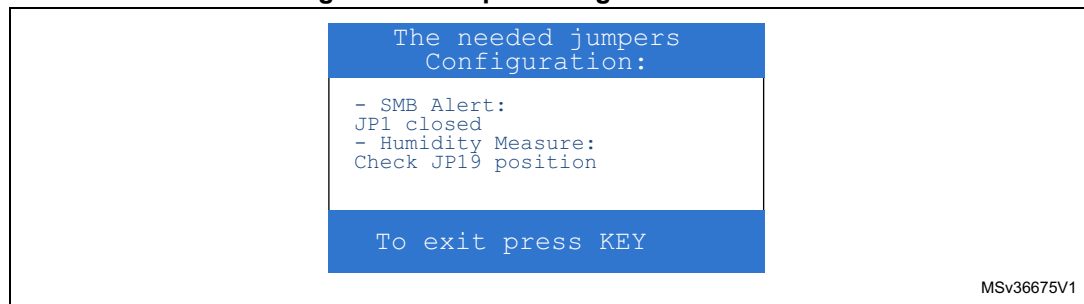 The needed jumpers
Configuration:
- SMB Alert:
JP1 closed
- Humidity Measure:
Check JP19 position
To exit press KEY
MSv36675V1